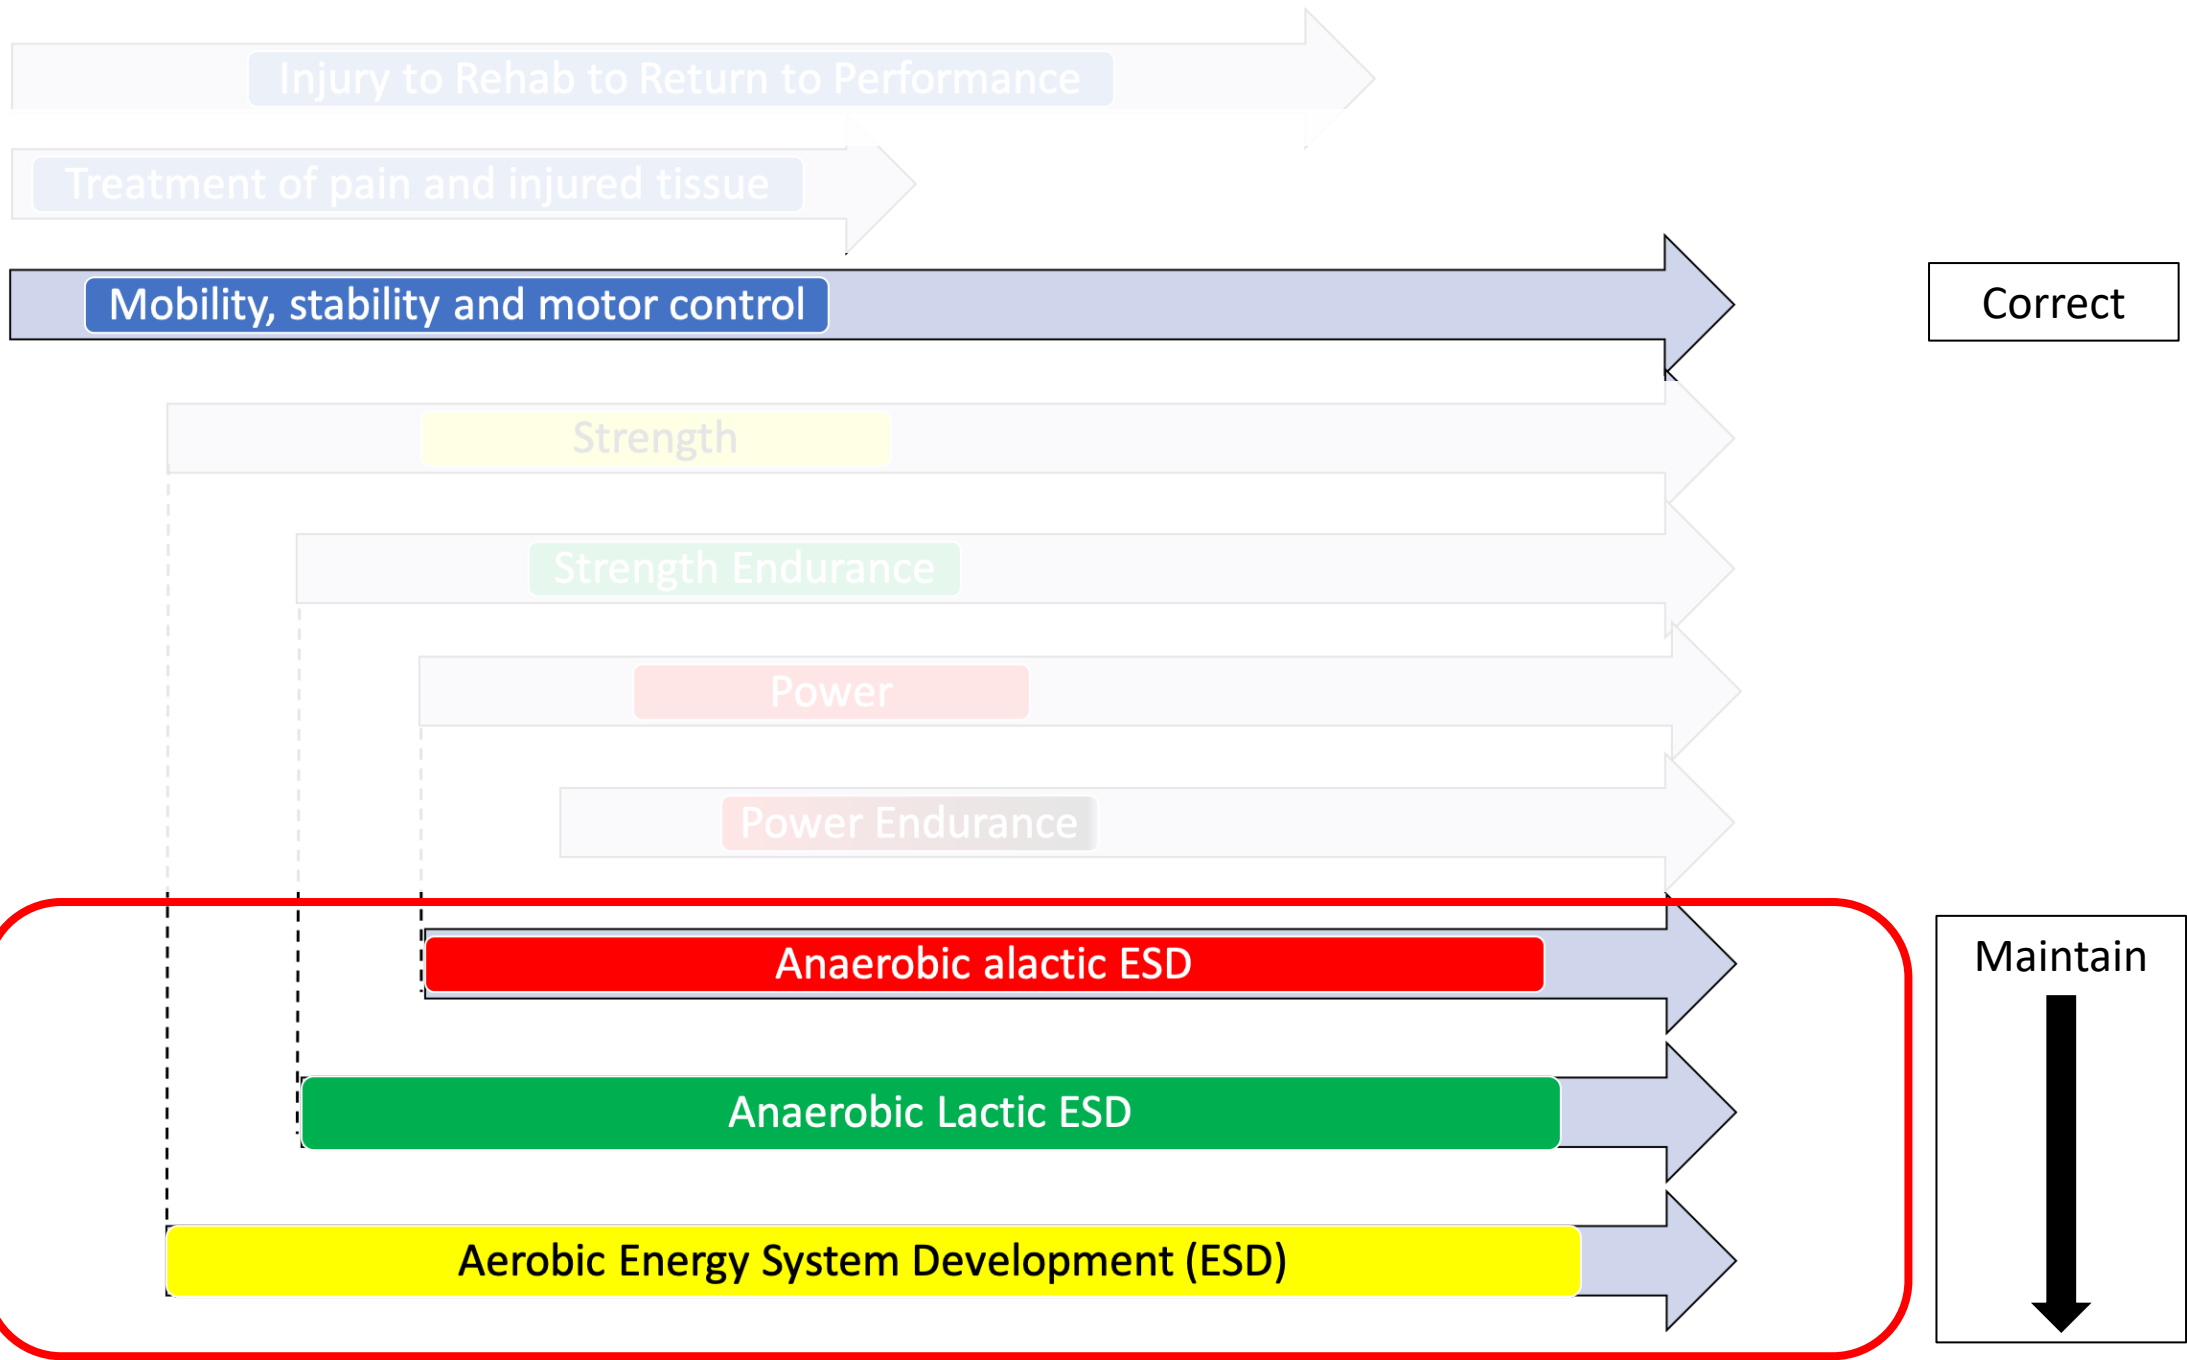 Injury to Rehab to Return to Performance
Treatment of pain and injured tissue
Mobility, stability and motor control
Correct
Strength
Strength Endurance
Power
Power Endurance
Anaerobic alactic ESD
Maintain
Anaerobic Lactic ESD
Aerobic Energy System Development (ESD)